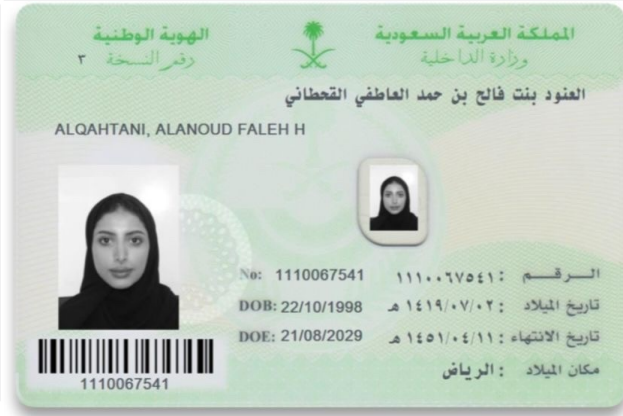 المملكة العربية السعودية
وزارة الداخلية
الهوية الوطنية
رقم النسخة ٣
العنود بنت فالح بن حمد العاطفي القحطاني
ALQAHTANI, ALANOUD FALEH H
الرقم : ١١١٠٠٦٧٥٤١ No: 1110067541
تاريخ الميلاد : ١٤١٩/٠٧/٠٢ هـ DOB: 22/10/1998
تاريخ الانتهاء : ١٤٥١/٠٤/١١ هـ DOE: 21/08/2029
مكان الميلاد : الرياض
1110067541